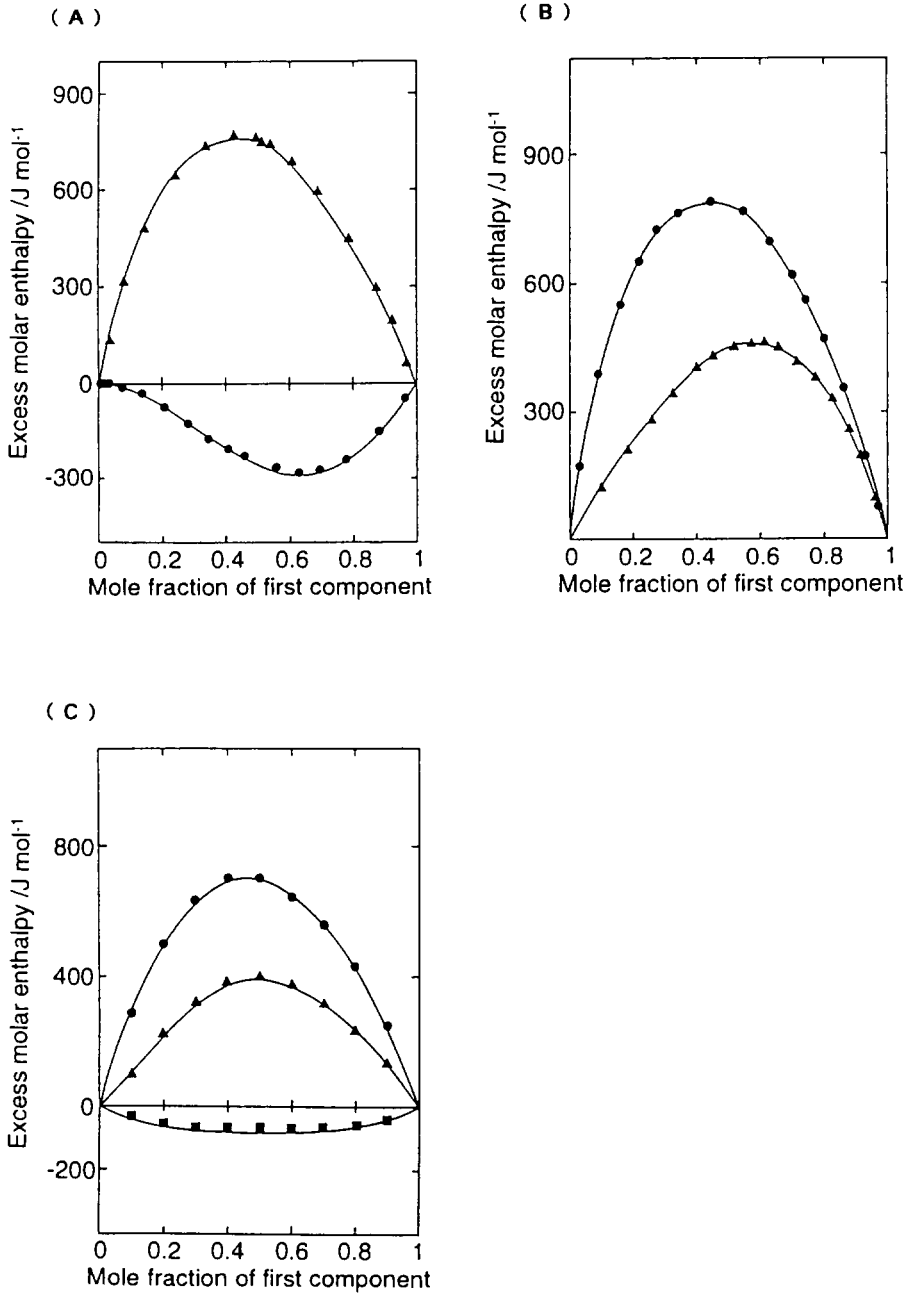 ( A )
Excess molar enthalpy /J mol⁻¹
900
600
300
0
-300
0 0.2 0.4 0.6 0.8 1
Mole fraction of first component
( B )
Excess molar enthalpy /J mol⁻¹
900
600
300
0 0.2 0.4 0.6 0.8 1
Mole fraction of first component
( C )
Excess molar enthalpy /J mol⁻¹
800
400
0
-200
0 0.2 0.4 0.6 0.8 1
Mole fraction of first component